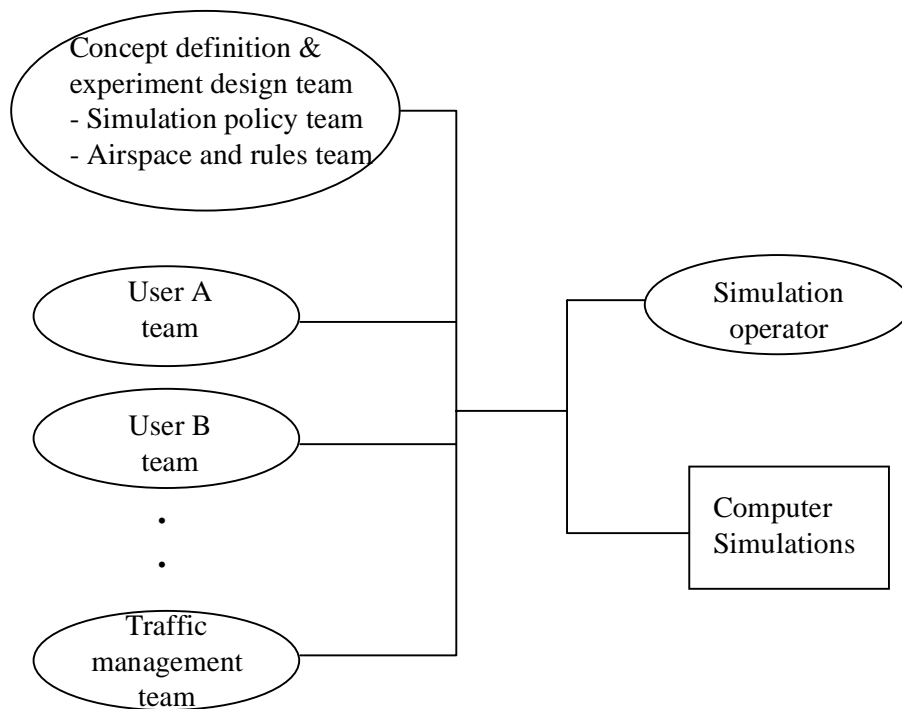 Concept definition &
experiment design team
- Simulation policy team
- Airspace and rules team
User A
team
User B
team
.
.
Traffic
management
team
Simulation
operator
Computer
Simulations